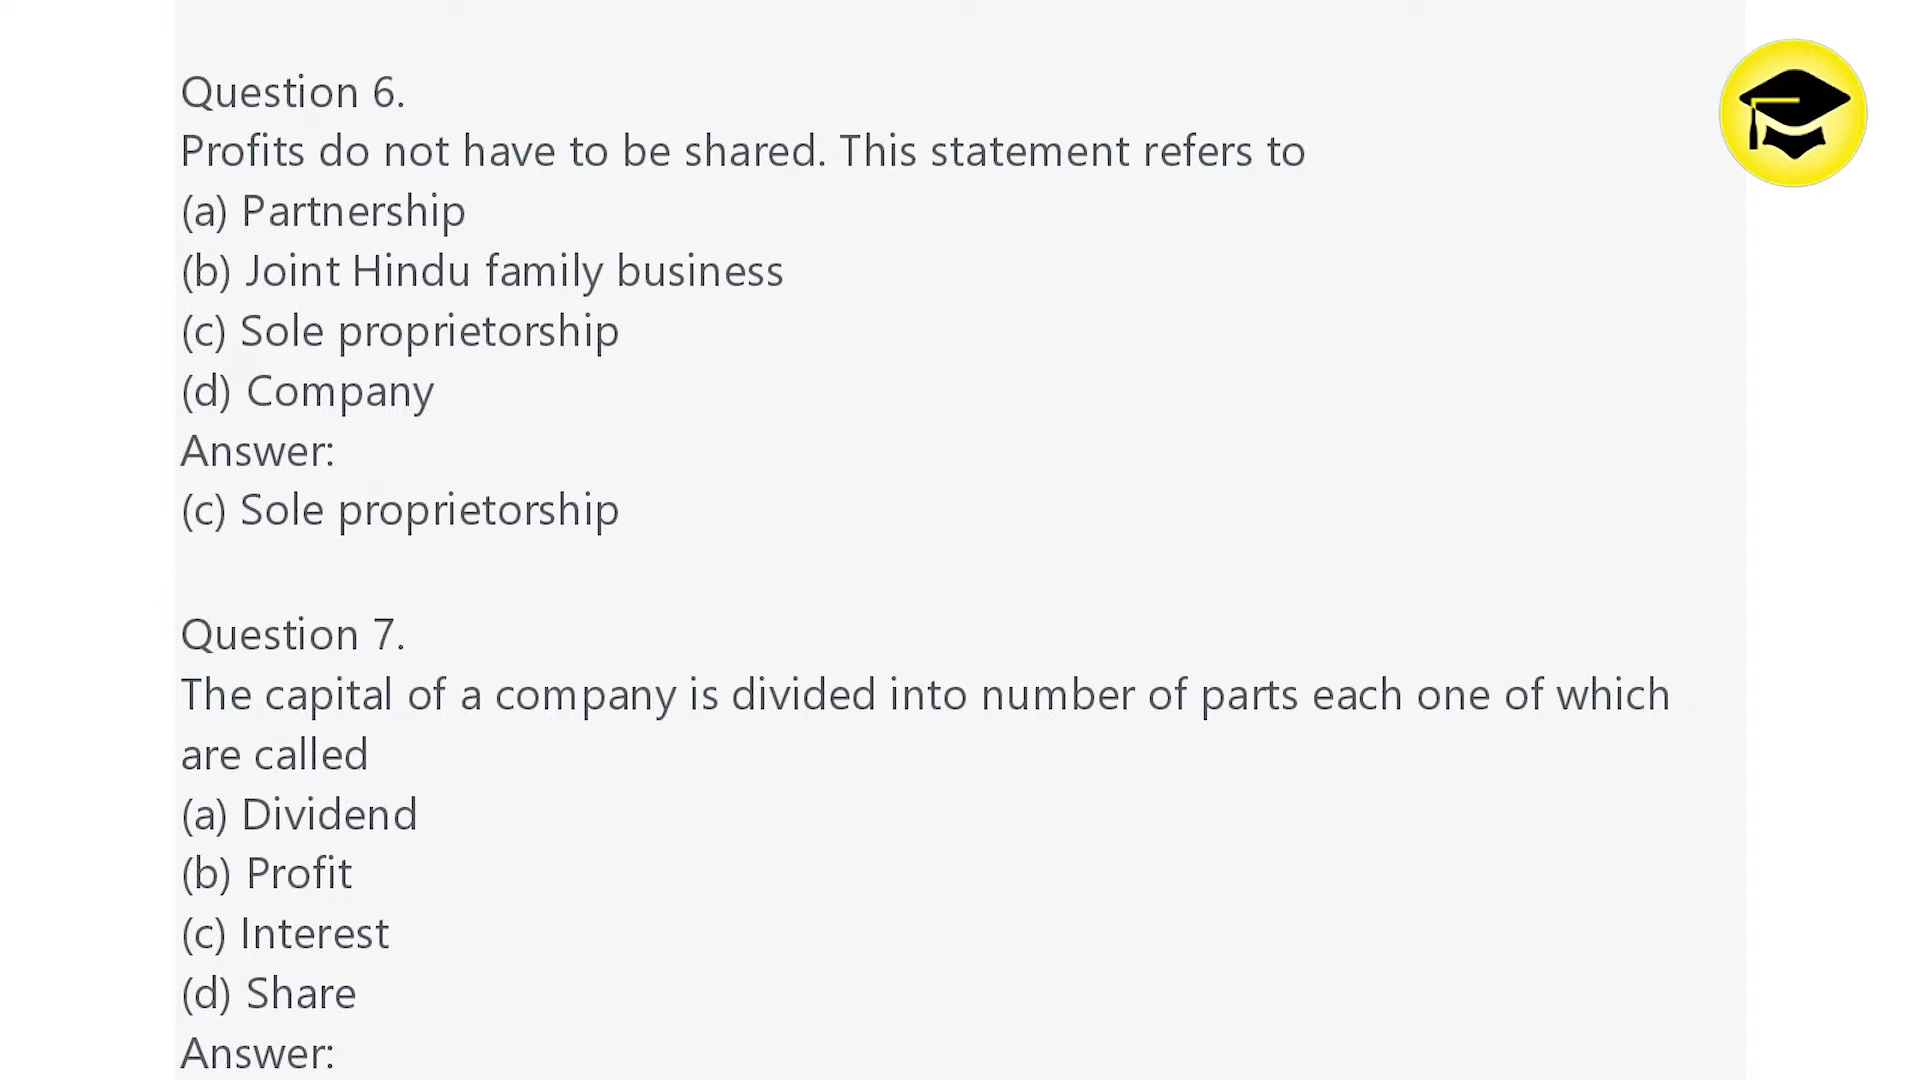 Question 6.
Profits do not have to be shared. This statement refers to
(a) Partnership
(b) Joint Hindu family business
(c) Sole proprietorship
(d) Company
Answer:
(c) Sole proprietorship
Question 7.
The capital of a company is divided into number of parts each one of which
are called
(a) Dividend
(b) Profit
(c) Interest
(d) Share
Answer: